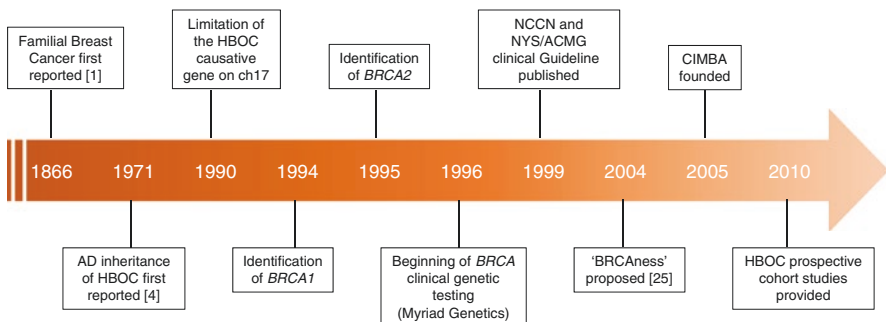 Familial Breast
Cancer first
reported [1]
Limitation of
the HBOC
causative
gene on ch17
Identification
of BRCA2
NCCN and
NYS/ACMG
clinical Guideline
published
CIMBA
founded
1866 1971 1990 1994 1995 1996 1999 2004 2005 2010
AD inheritance
of HBOC first
reported [4]
Identification
of BRCA1
Beginning of BRCA
clinical genetic
testing
(Myriad Genetics)
‘BRCAness’
proposed [25]
HBOC prospective
cohort studies
provided